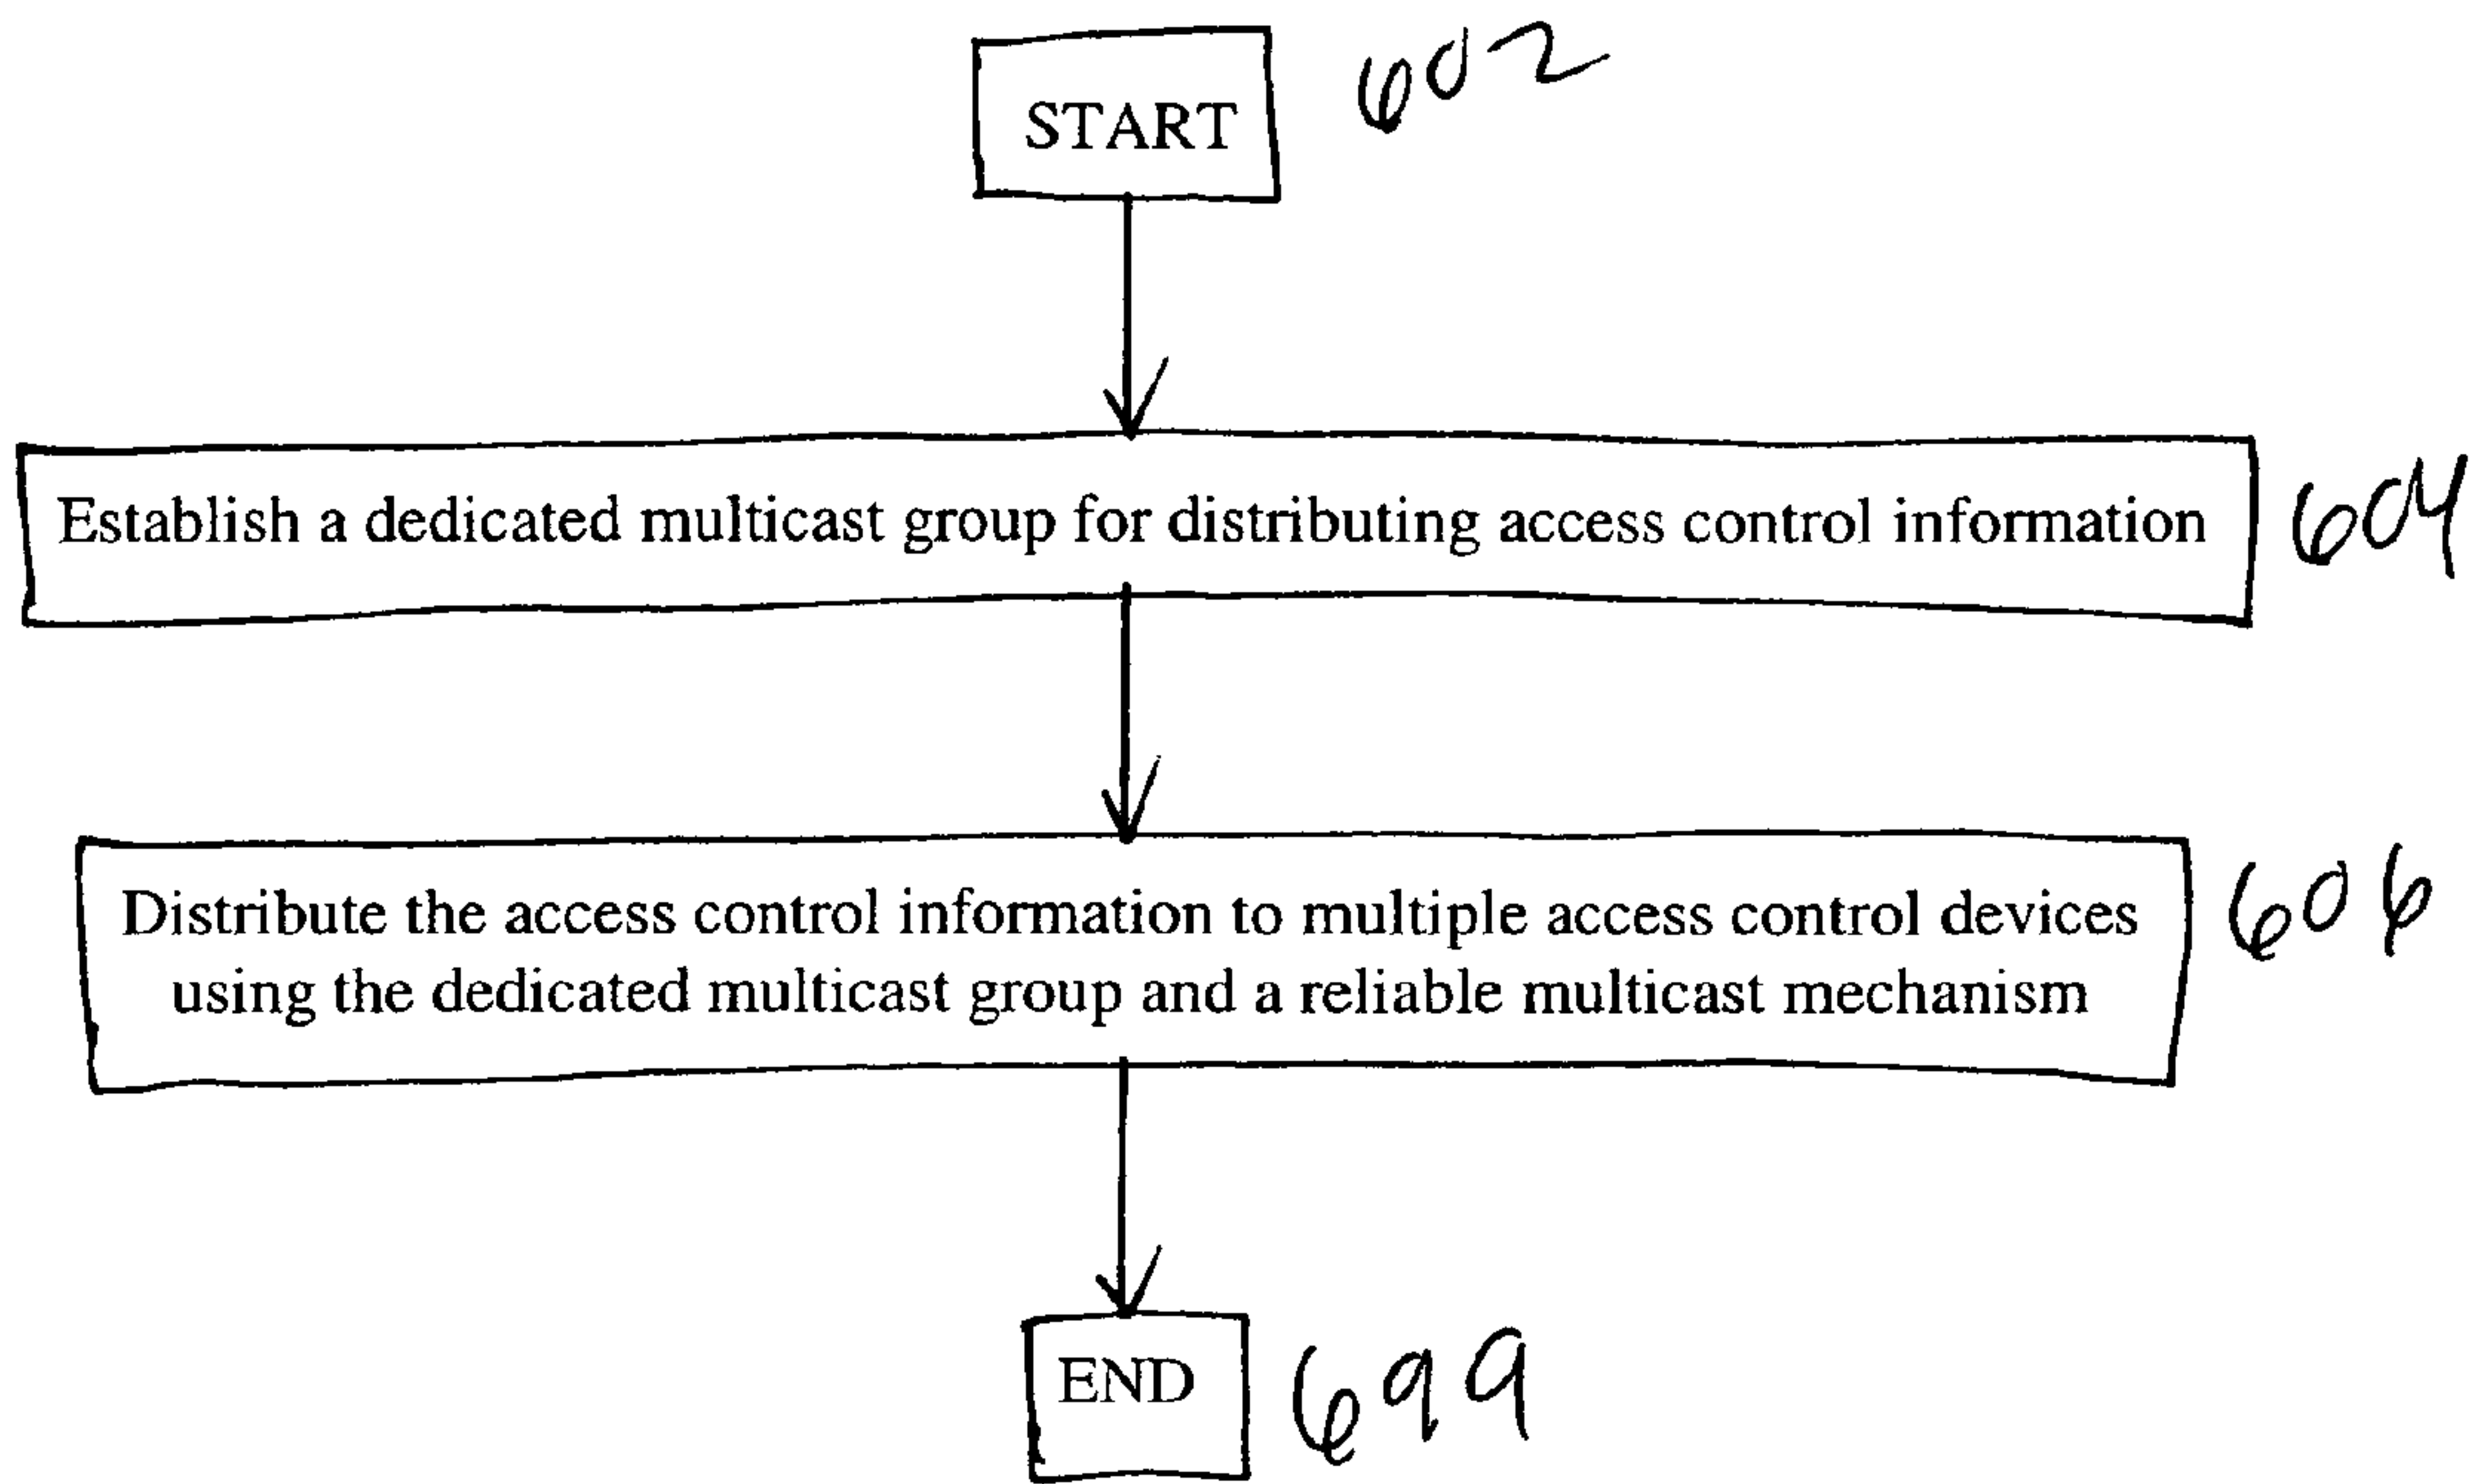 START 602
Establish a dedicated multicast group for distributing access control information 604
Distribute the access control information to multiple access control devices 606
using the dedicated multicast group and a reliable multicast mechanism
END 699